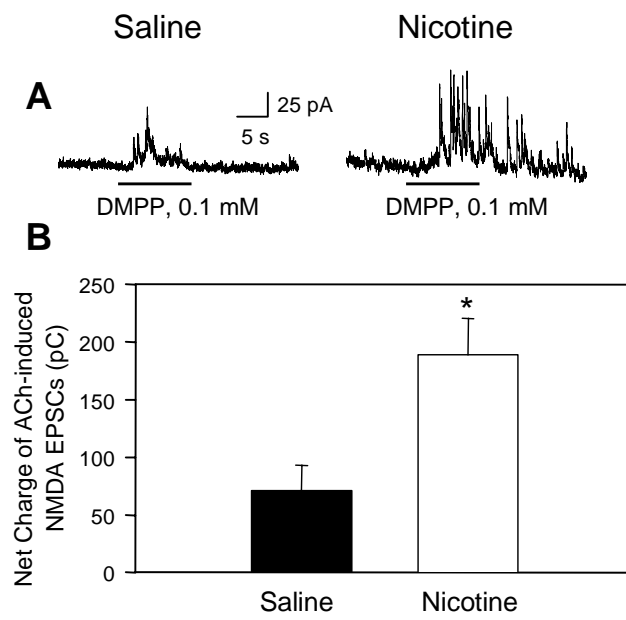 Saline Nicotine
A
25 pA
5 s
DMPP, 0.1 mM DMPP, 0.1 mM
B
Net Charge of ACh-induced
NMDA EPSCs (pC)
250
200
150
100
50
0
*
Saline Nicotine